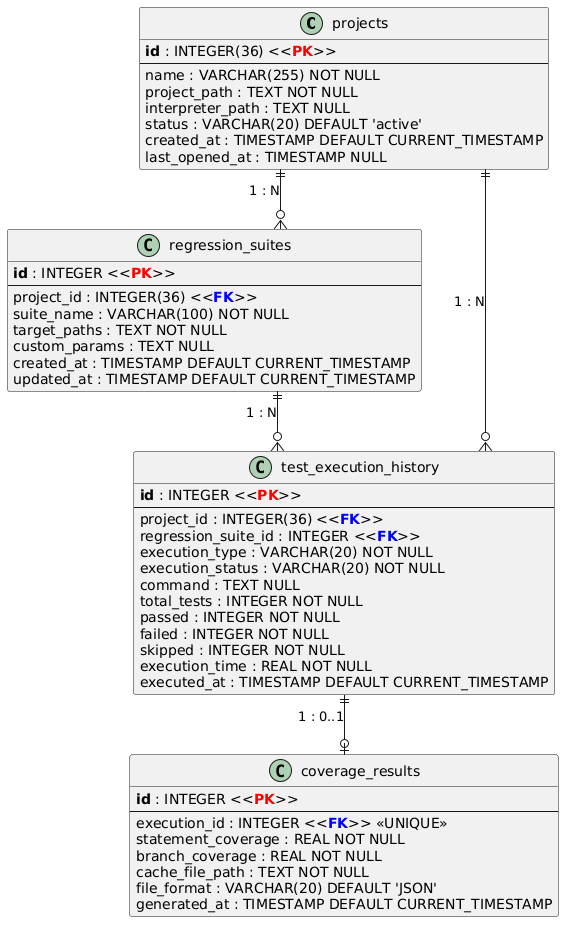 C projects
id : INTEGER(36) <<PK>>
name : VARCHAR(255) NOT NULL
project_path : TEXT NOT NULL
interpreter_path : TEXT NULL
status : VARCHAR(20) DEFAULT 'active'
created_at : TIMESTAMP DEFAULT CURRENT_TIMESTAMP
last_opened_at : TIMESTAMP NULL
1 : N
C regression_suites
id : INTEGER <<PK>>
project_id : INTEGER(36) <<FK>>
suite_name : VARCHAR(100) NOT NULL
target_paths : TEXT NOT NULL
custom_params : TEXT NULL
created_at : TIMESTAMP DEFAULT CURRENT_TIMESTAMP
updated_at : TIMESTAMP DEFAULT CURRENT_TIMESTAMP
1 : N
1 : N
C test_execution_history
id : INTEGER <<PK>>
project_id : INTEGER(36) <<FK>>
regression_suite_id : INTEGER <<FK>>
execution_type : VARCHAR(20) NOT NULL
execution_status : VARCHAR(20) NOT NULL
command : TEXT NULL
total_tests : INTEGER NOT NULL
passed : INTEGER NOT NULL
failed : INTEGER NOT NULL
skipped : INTEGER NOT NULL
execution_time : REAL NOT NULL
executed_at : TIMESTAMP DEFAULT CURRENT_TIMESTAMP
1 : 0..1
C coverage_results
id : INTEGER <<PK>>
execution_id : INTEGER <<FK>> «UNIQUE»
statement_coverage : REAL NOT NULL
branch_coverage : REAL NOT NULL
cache_file_path : TEXT NOT NULL
file_format : VARCHAR(20) DEFAULT 'JSON'
generated_at : TIMESTAMP DEFAULT CURRENT_TIMESTAMP